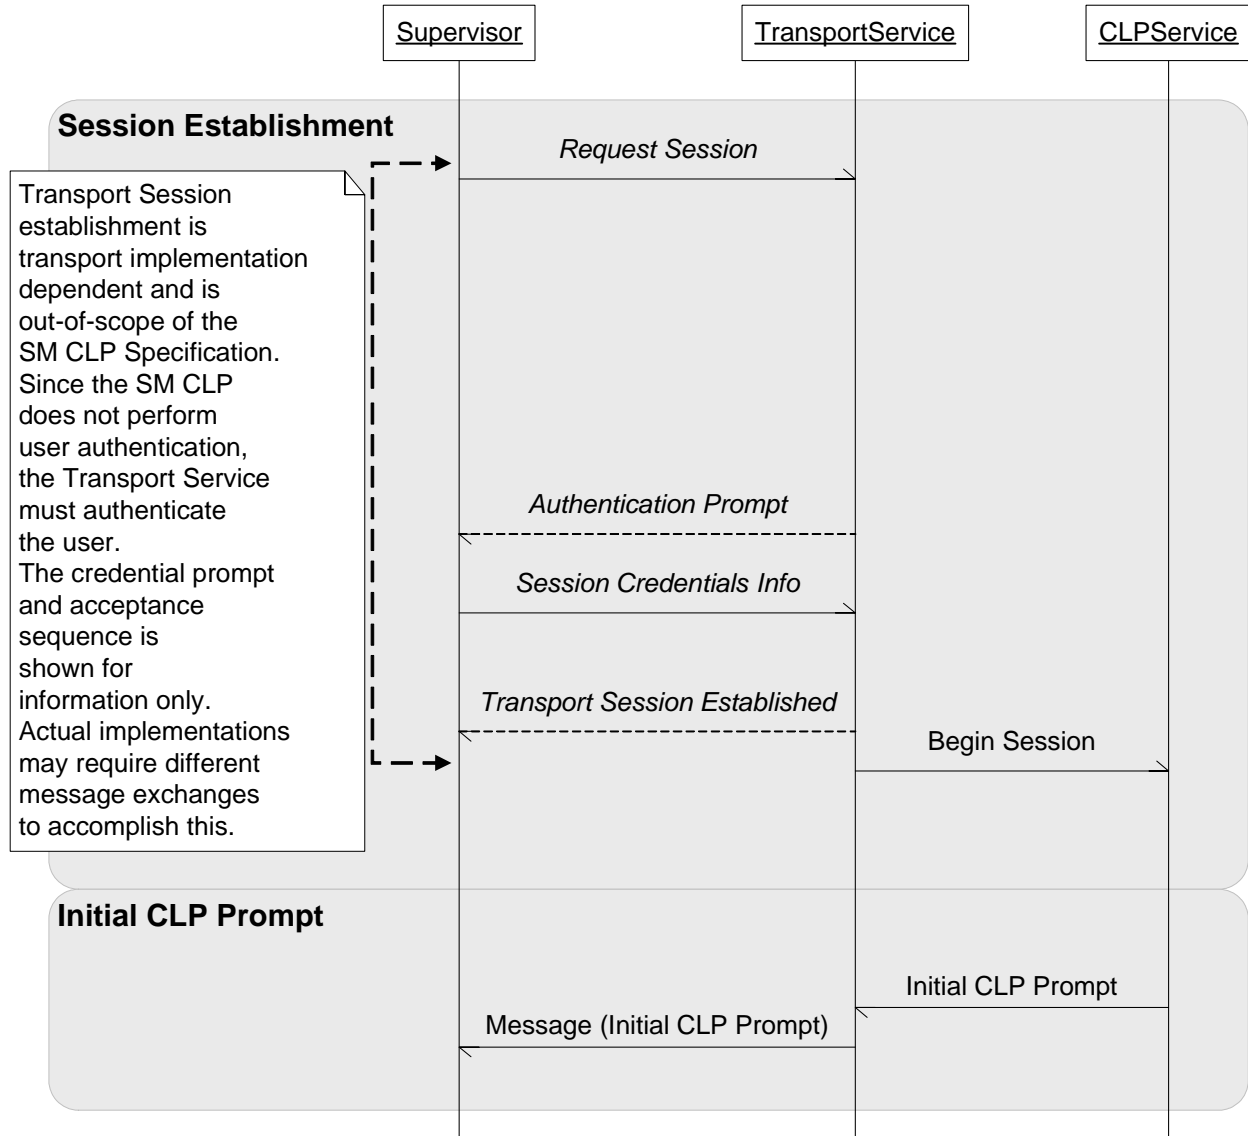 Supervisor
TransportService
CLPService
Session Establishment
Request Session
Transport Session
establishment is
transport implementation
dependent and is
out-of-scope of the
SM CLP Specification.
Since the SM CLP
does not perform
user authentication,
the Transport Service
must authenticate
the user.
The credential prompt
and acceptance
sequence is
shown for
information only.
Actual implementations
may require different
message exchanges
to accomplish this.
Authentication Prompt
Session Credentials Info
Transport Session Established
Begin Session
Initial CLP Prompt
Initial CLP Prompt
Message (Initial CLP Prompt)